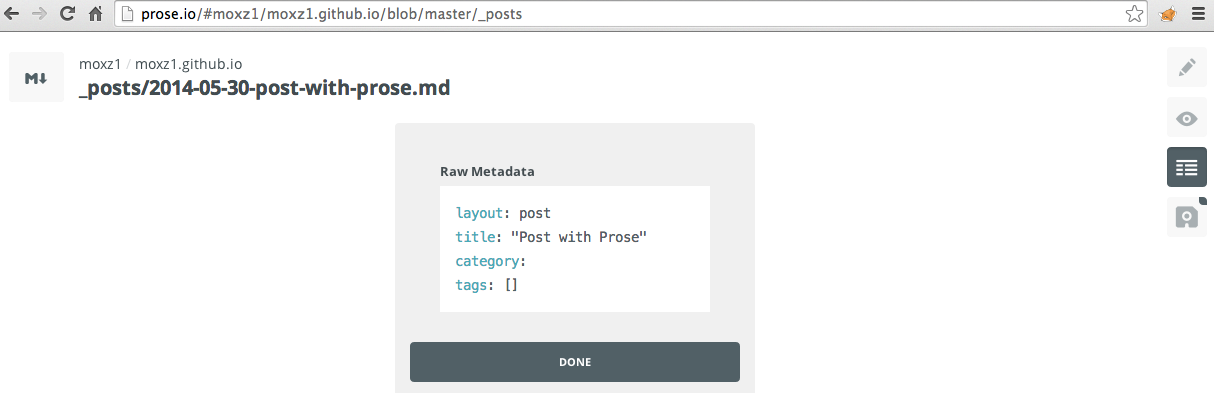 prose.io/#moxz1/moxz1.github.io/blob/master/_posts
M↓
moxz1 / moxz1.github.io
_posts/2014-05-30-post-with-prose.md
Raw Metadata
layout: post
title: "Post with Prose"
category:
tags: []
DONE